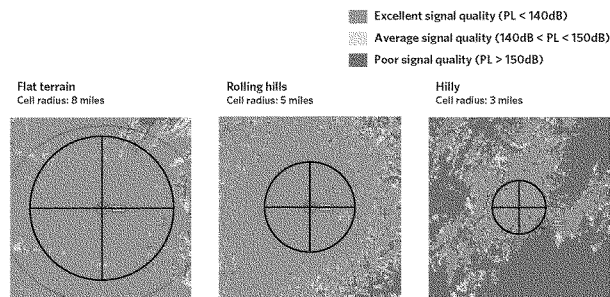 Excellent signal quality (PL < 140dB)
Average signal quality (140dB < PL < 150dB)
Poor signal quality (PL > 150dB)
Flat terrain
Cell radius: 8 miles
Rolling hills
Cell radius: 5 miles
Hilly
Cell radius: 3 miles